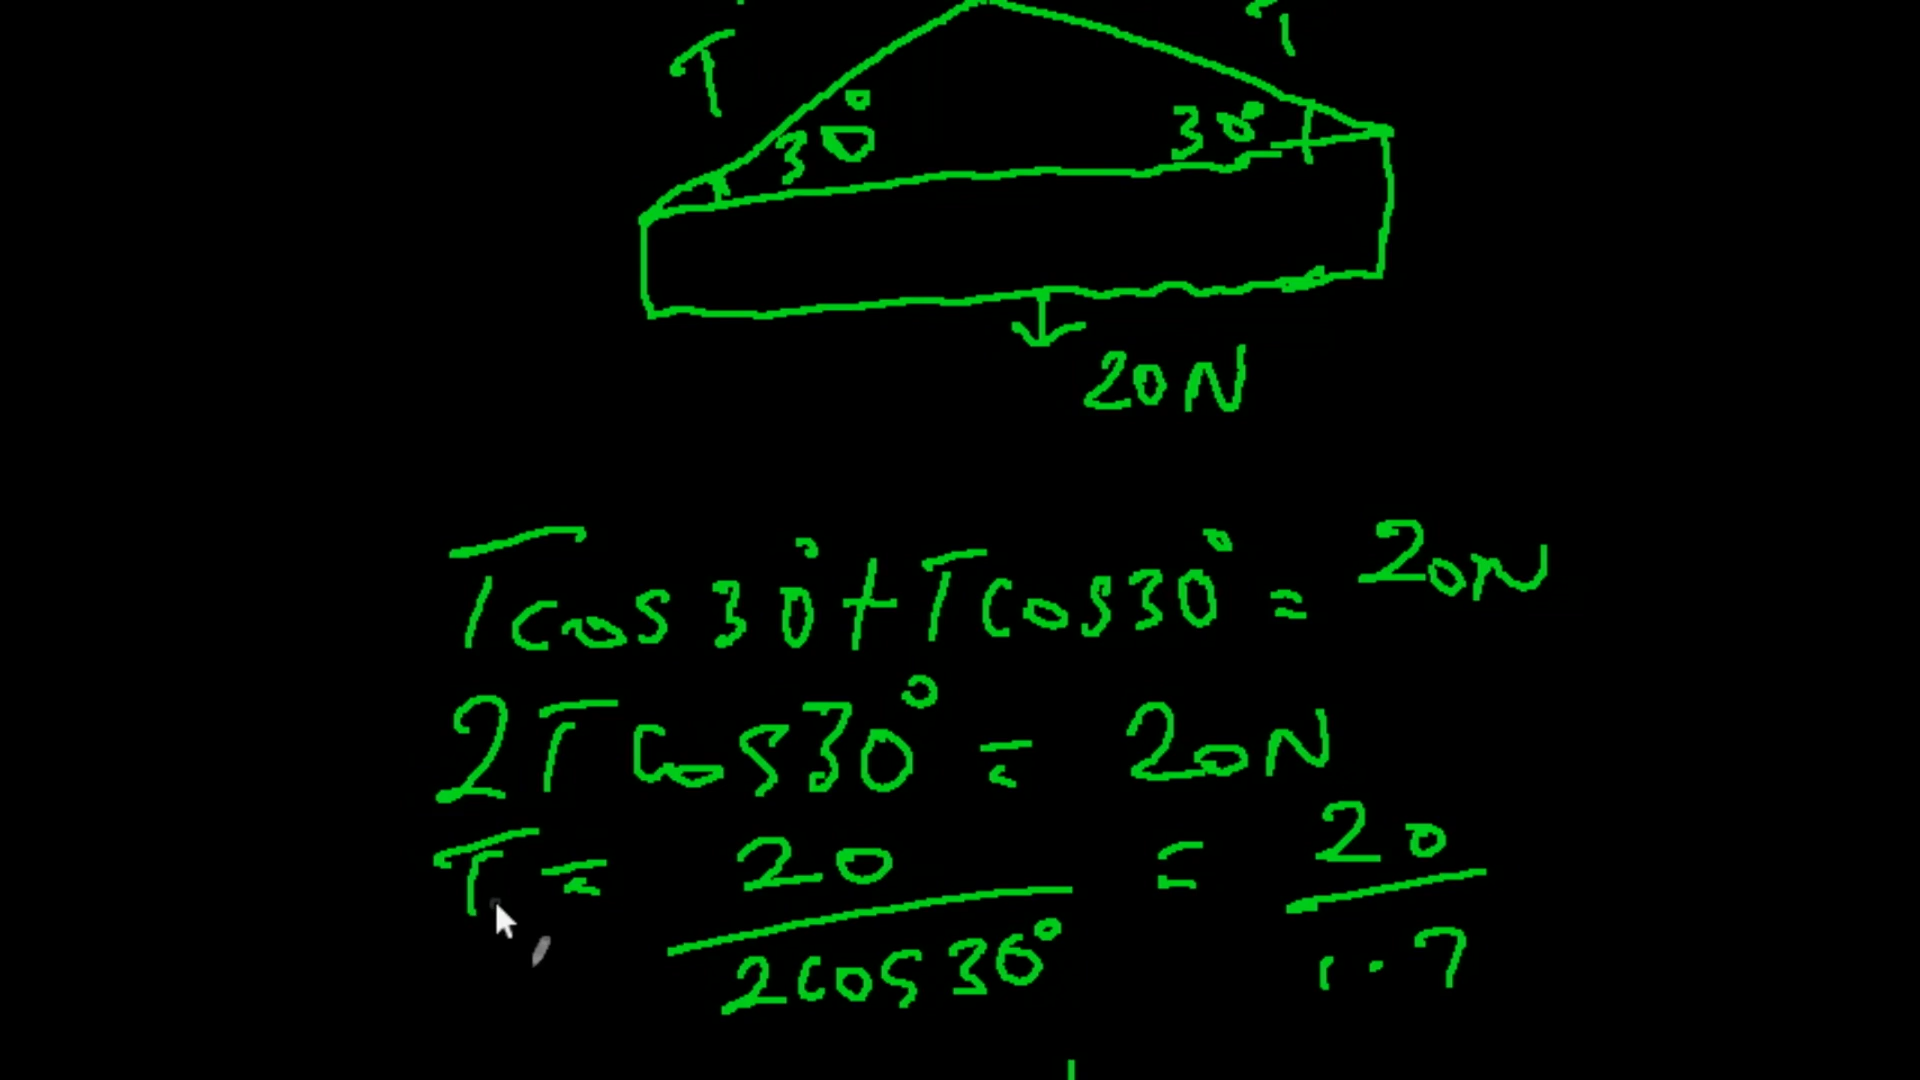 T
30°
30°
20N
Tcos30°+Tcos30° = 20N
2Tcos30° = 20N
T = 20/2cos30° = 20/1.7